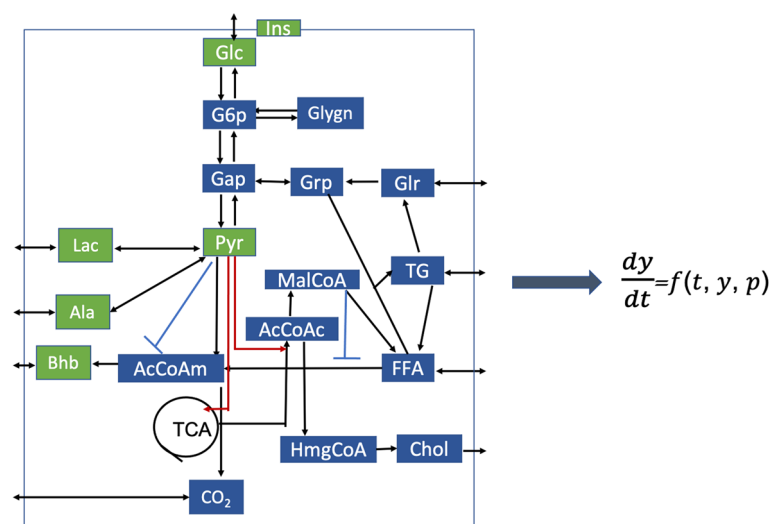 Ins
Glc
G6p
Glygn
Gap
Grp
Glr
Lac
Pyr
TG
MalCoA
Ala
AcCoAc
Bhb
AcCoAm
FFA
TCA
HmgCoA
Chol
CO₂
dy/dt=f(t, y, p)